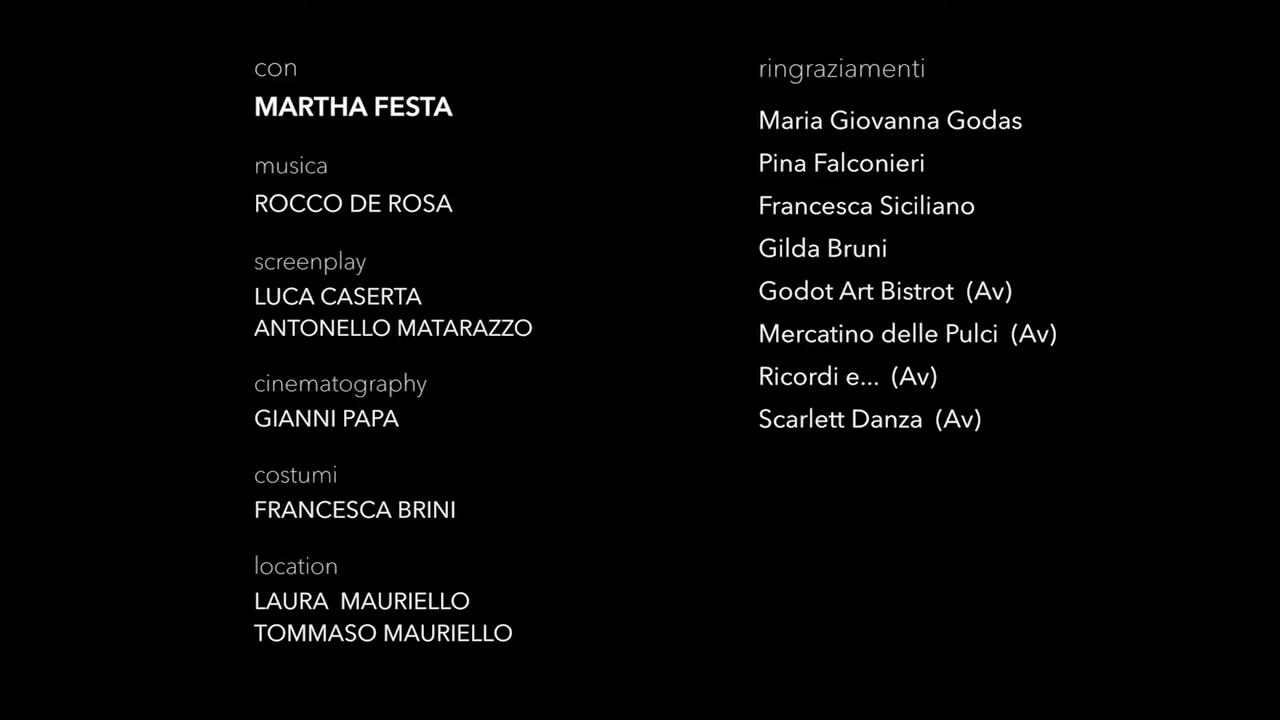 con
MARTHA FESTA
musica
ROCCO DE ROSA
screenplay
LUCA CASERTA
ANTONELLO MATARAZZO
cinematography
GIANNI PAPA
costumi
FRANCESCA BRINI
location
LAURA MAURIELLO
TOMMASO MAURIELLO
ringraziamenti
Maria Giovanna Godas
Pina Falconieri
Francesca Siciliano
Gilda Bruni
Godot Art Bistrot (Av)
Mercatino delle Pulci (Av)
Ricordi e... (Av)
Scarlett Danza (Av)